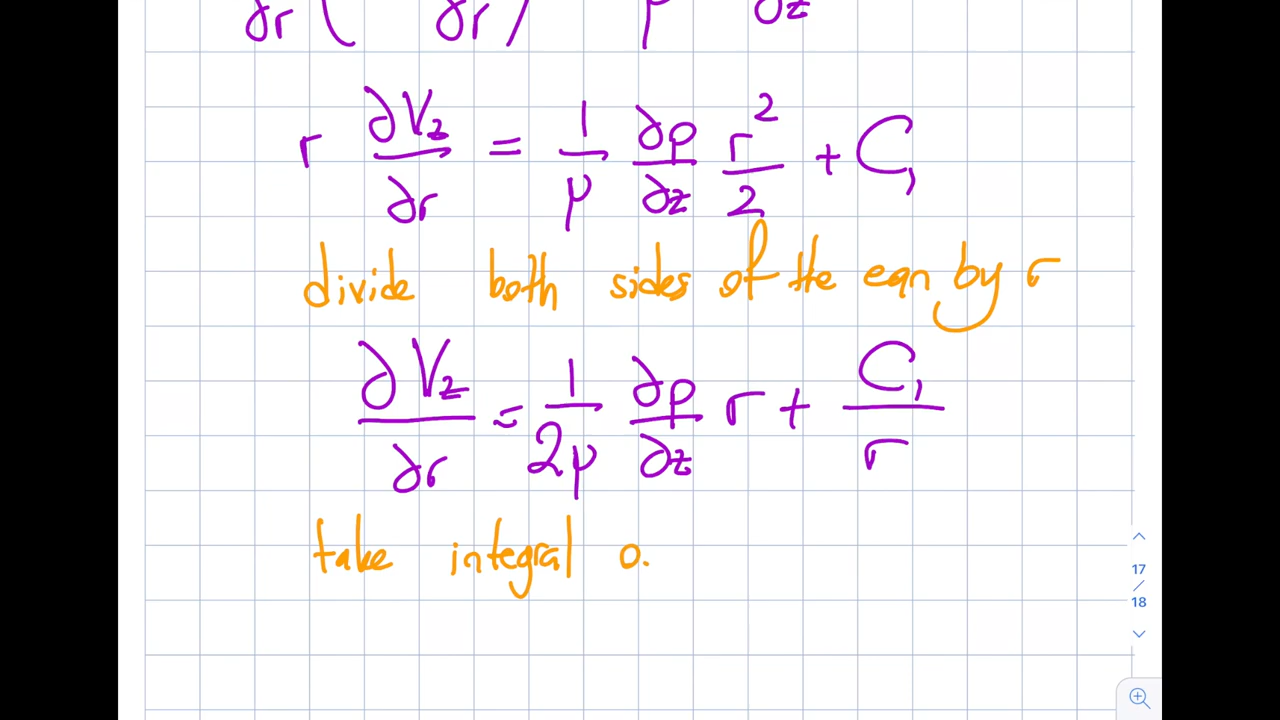 ∂r ( ∂r ) μ ∂z
r ∂V_z/∂r = 1/μ ∂p/∂z r²/2 + C₁
divide both sides of the eqn by r
∂V_z/∂r = 1/2μ ∂p/∂z r + C₁/r
take integral o.
17
/
18